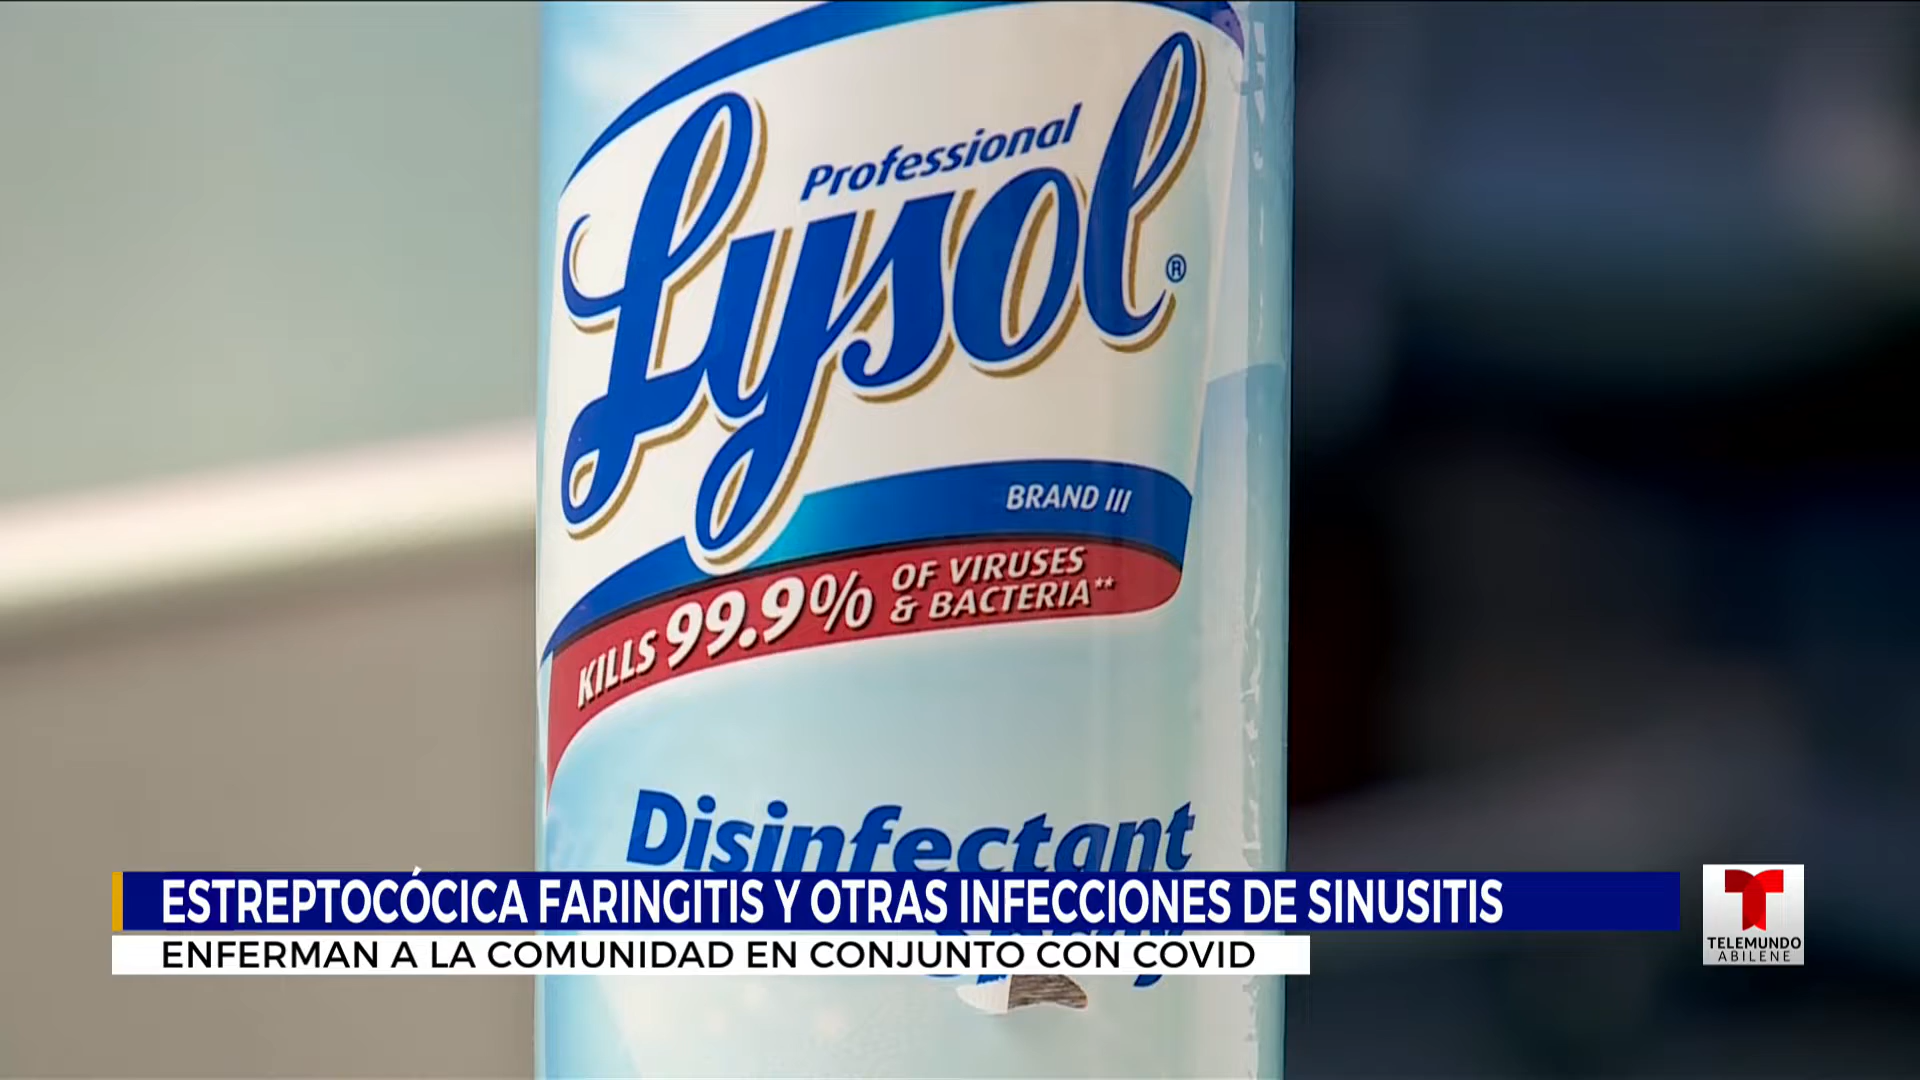 Professional
Lysol®
BRAND III
KILLS 99.9% OF VIRUSES
& BACTERIA**
Disinfectant
Spray
ESTREPTOCÓCICA FARINGITIS Y OTRAS INFECCIONES DE SINUSITIS
ENFERMAN A LA COMUNIDAD EN CONJUNTO CON COVID
TELEMUNDO
ABILENE